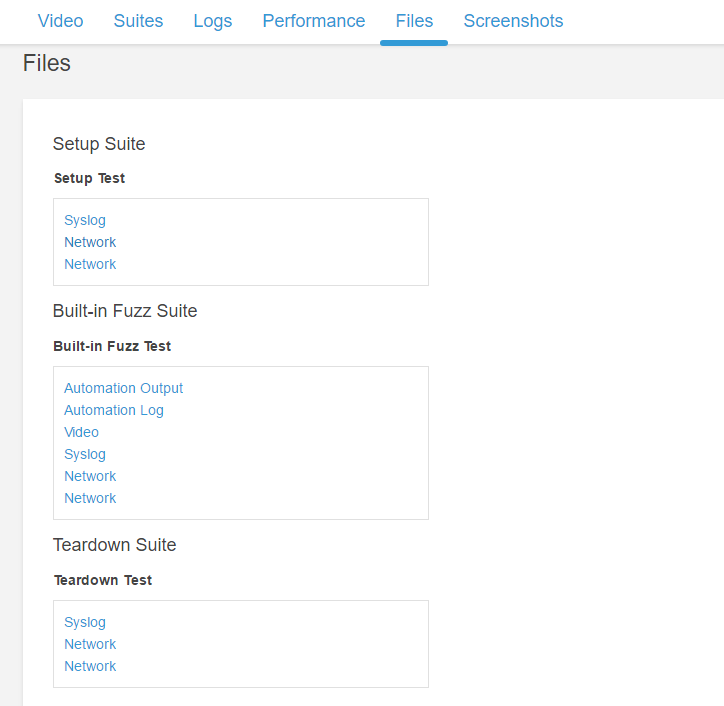 Video Suites Logs Performance Files Screenshots
Files
Setup Suite
Setup Test
Syslog
Network
Network
Built-in Fuzz Suite
Built-in Fuzz Test
Automation Output
Automation Log
Video
Syslog
Network
Network
Teardown Suite
Teardown Test
Syslog
Network
Network